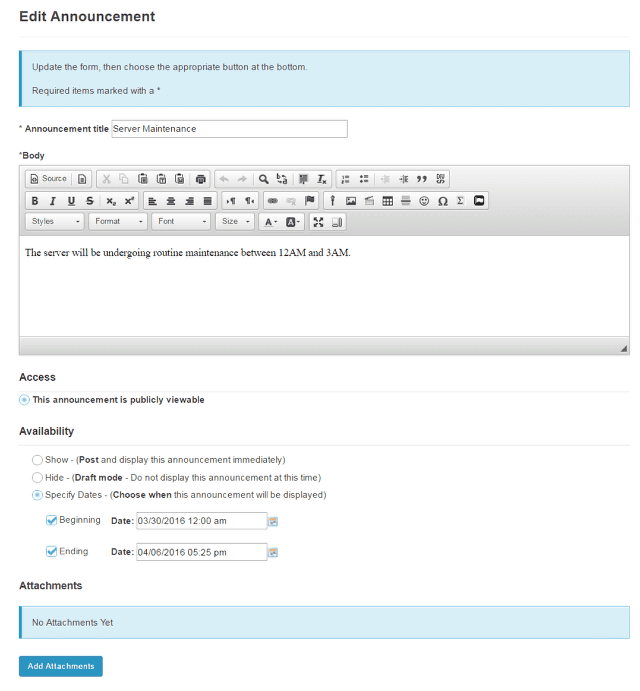 Edit Announcement
Update the form, then choose the appropriate button at the bottom.
Required items marked with a *
* Announcement title Server Maintenance
*Body
Source
B I U S x₂ x² 
Styles Format Font Size A A
The server will be undergoing routine maintenance between 12AM and 3AM.
Access
This announcement is publicly viewable
Availability
Show - (Post and display this announcement immediately)
Hide - (Draft mode - Do not display this announcement at this time)
Specify Dates - (Choose when this announcement will be displayed)
Beginning Date: 03/30/2016 12:00 am
Ending Date: 04/06/2016 05:25 pm
Attachments
No Attachments Yet
Add Attachments